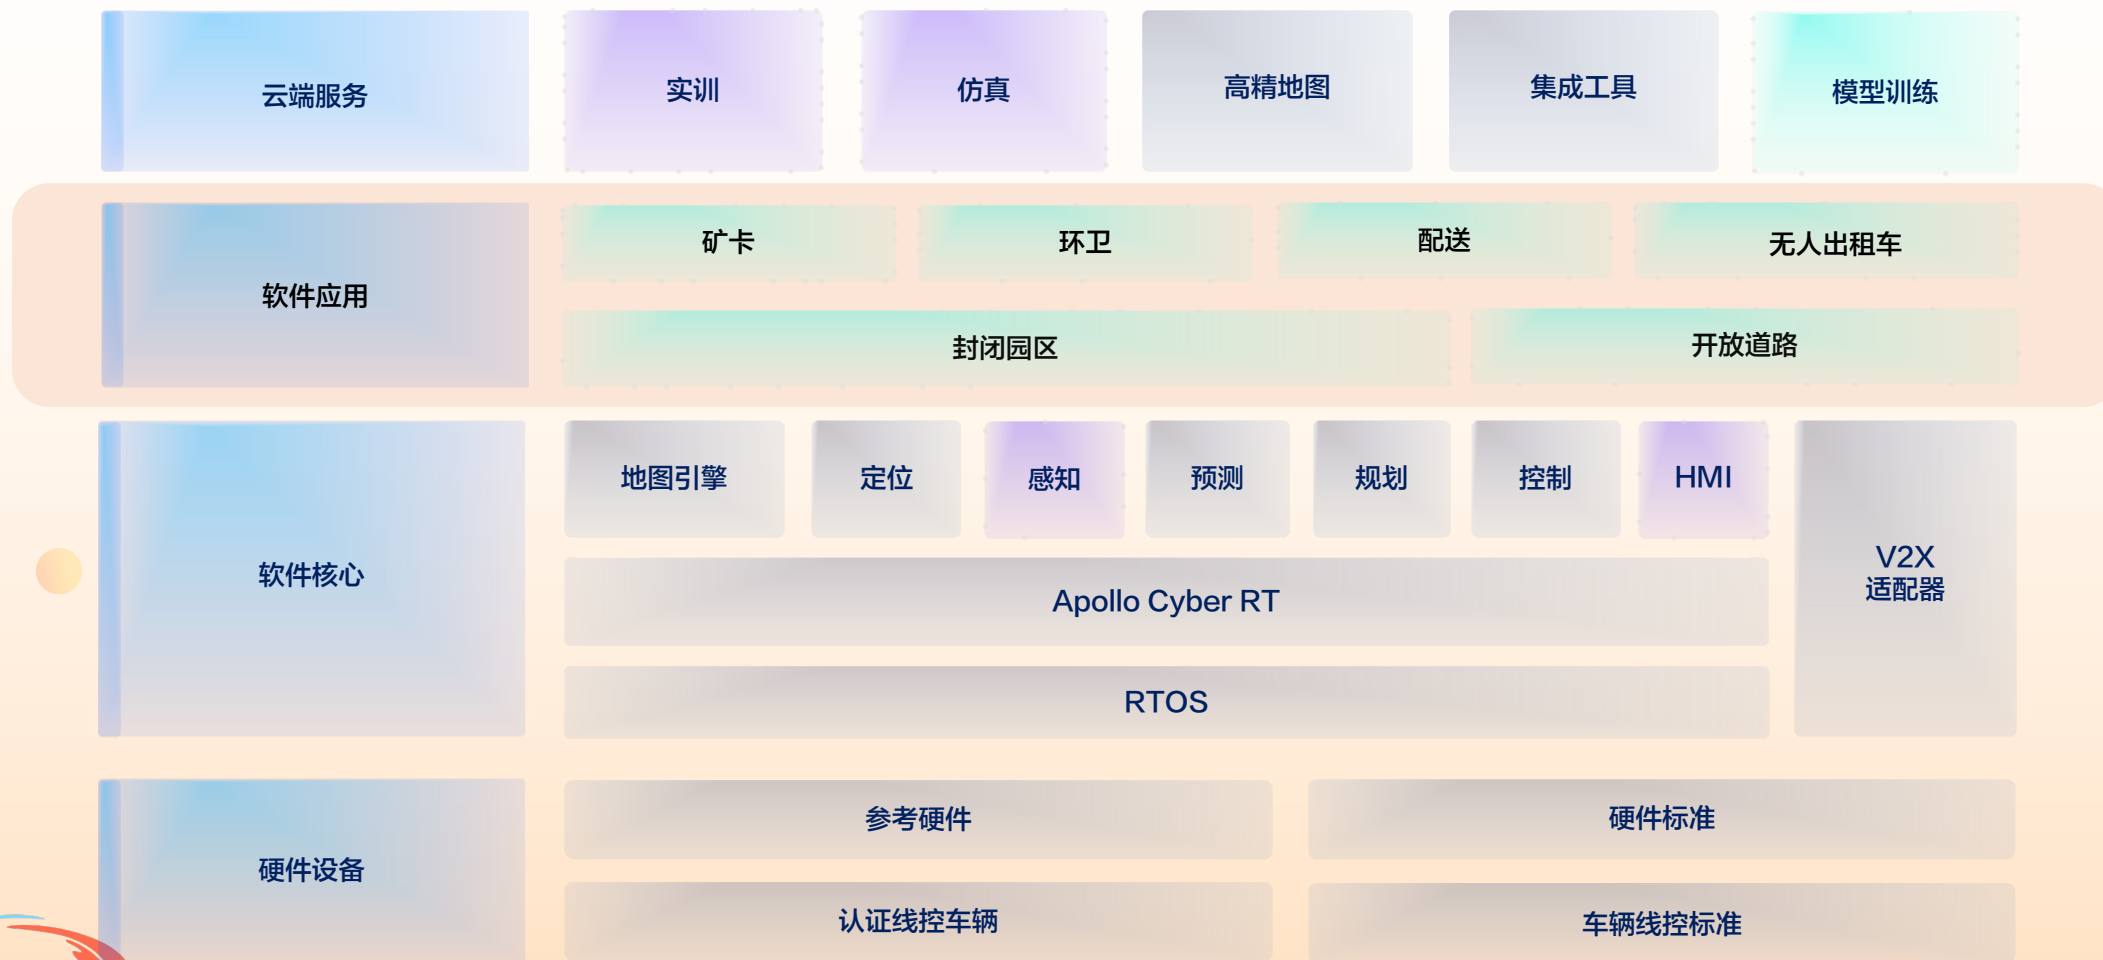 云端服务
实训
仿真
高精地图
集成工具
模型训练
软件应用
矿卡
环卫
配送
无人出租车
封闭园区
开放道路
软件核心
地图引擎
定位
感知
预测
规划
控制
HMI
V2X
适配器
Apollo Cyber RT
RTOS
硬件设备
参考硬件
硬件标准
认证线控车辆
车辆线控标准